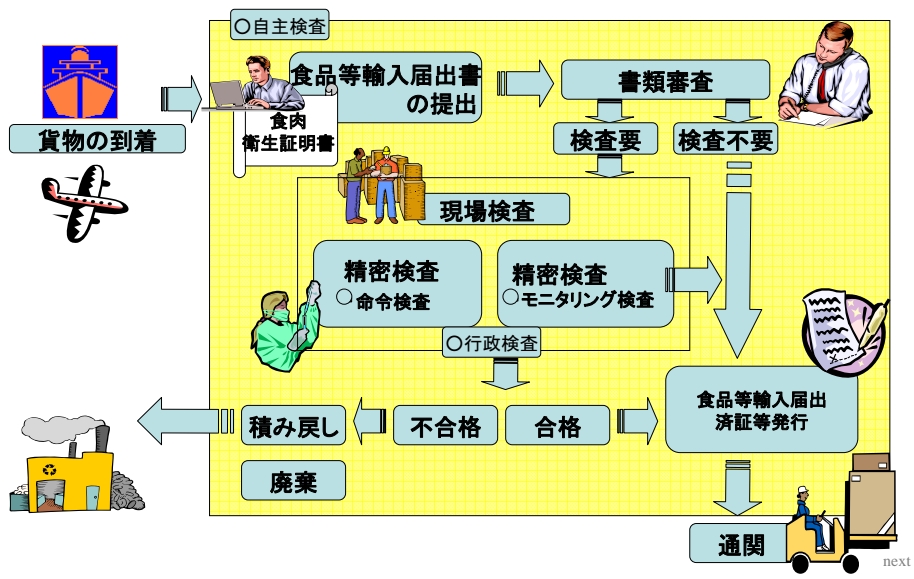 ○自主検査
食品等輸入届出書
の提出
書類審査
食肉
衛生証明書
貨物の到着
検査要
検査不要
現場検査
精密検査
○命令検査
精密検査
○モニタリング検査
○行政検査
食品等輸入届出
済証等発行
積み戻し
不合格
合格
廃棄
通関
next